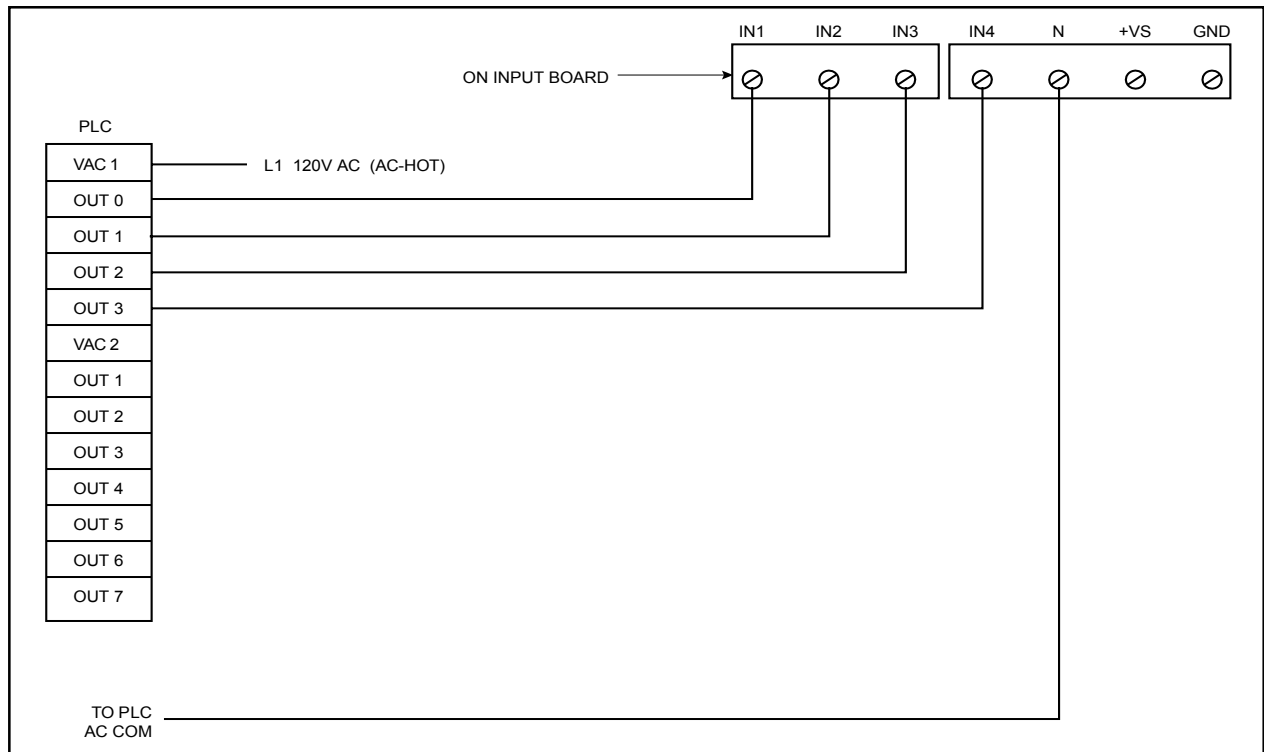 IN1 IN2 IN3 IN4 N +VS GND
ON INPUT BOARD
PLC
VAC 1
L1 120V AC (AC-HOT)
OUT 0
OUT 1
OUT 2
OUT 3
VAC 2
OUT 1
OUT 2
OUT 3
OUT 4
OUT 5
OUT 6
OUT 7
TO PLC
AC COM